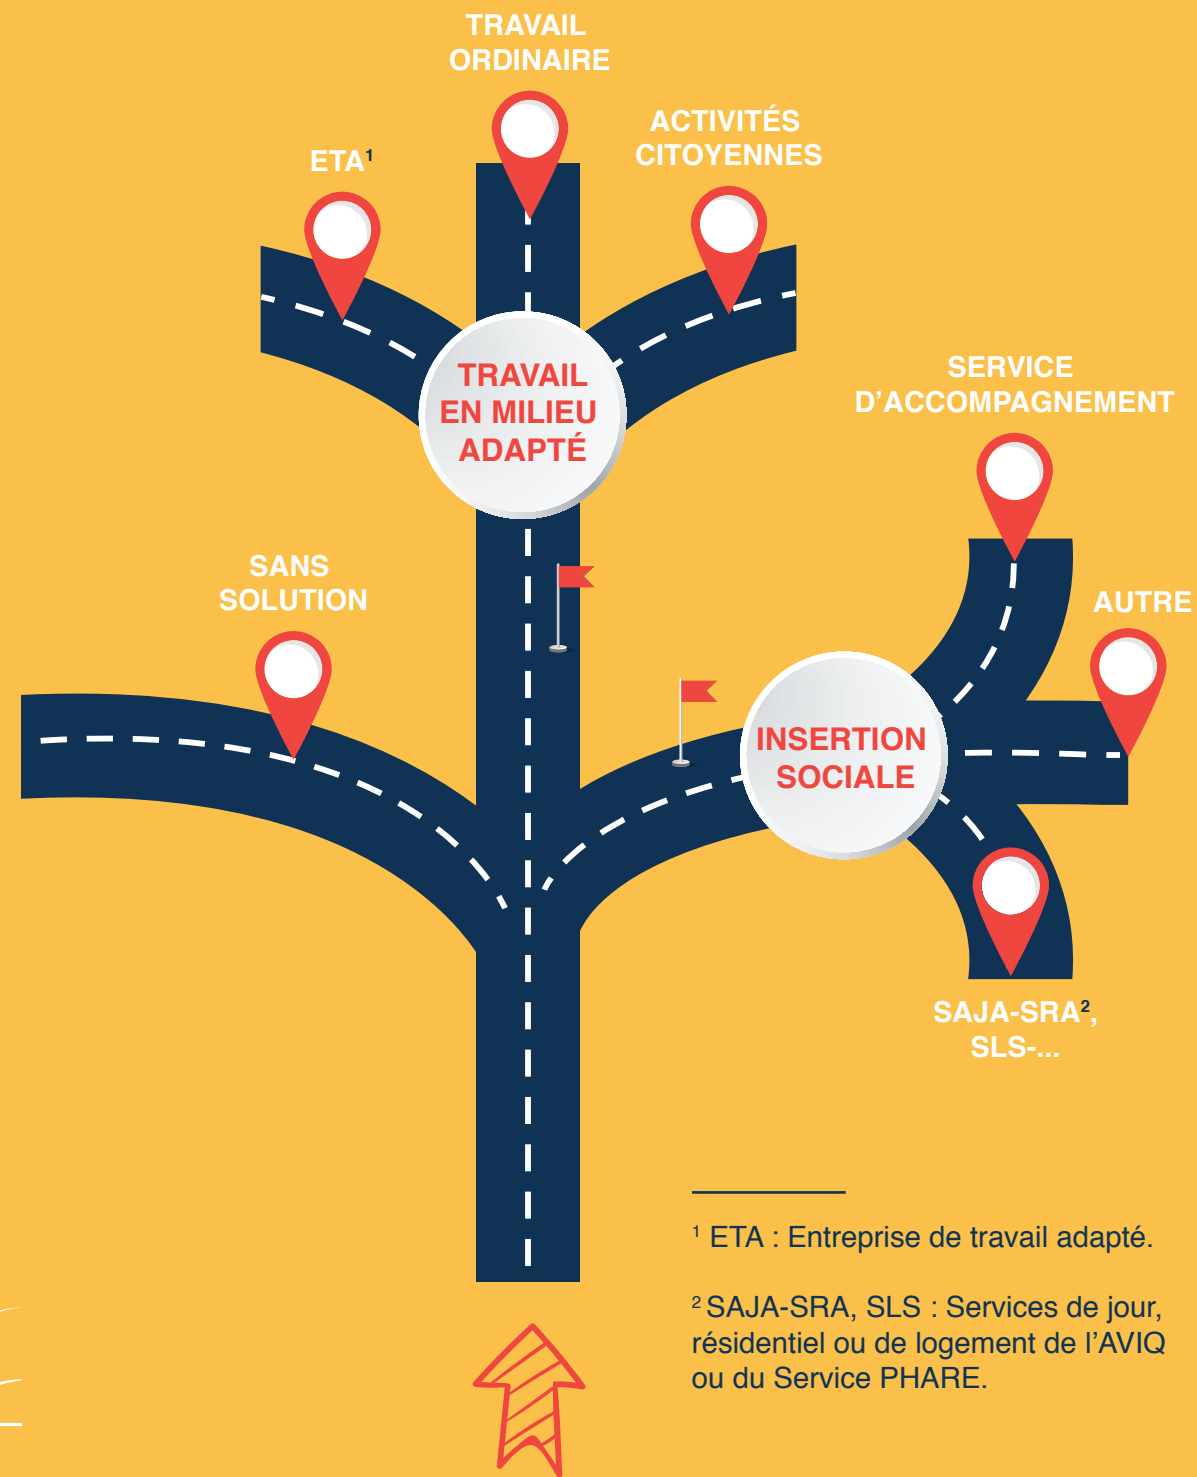 TRAVAIL
ORDINAIRE
ACTIVITÉS
CITOYENNES
ETA¹
TRAVAIL
EN MILIEU
ADAPTÉ
SERVICE
D’ACCOMPAGNEMENT
SANS
SOLUTION
AUTRE
INSERTION
SOCIALE
SAJA-SRA²,
SLS-...
¹ ETA : Entreprise de travail adapté.
² SAJA-SRA, SLS : Services de jour,
résidentiel ou de logement de l’AVIQ
ou du Service PHARE.